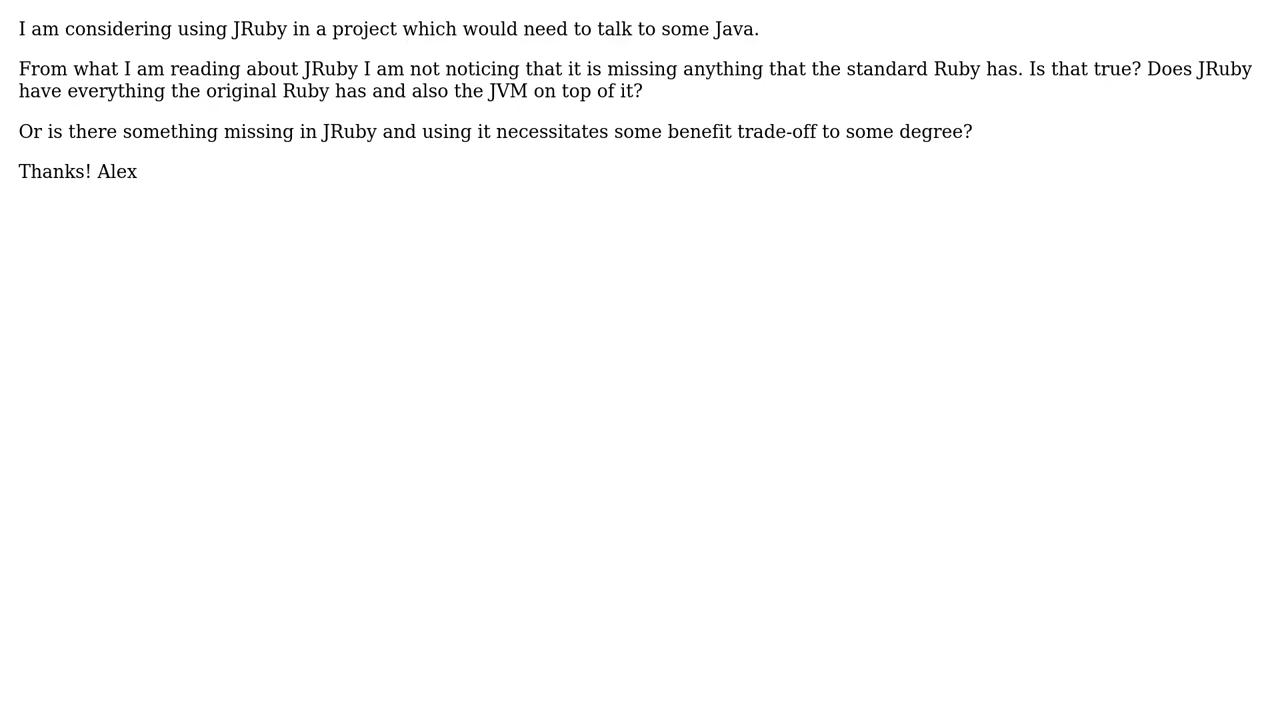 I am considering using JRuby in a project which would need to talk to some Java.
From what I am reading about JRuby I am not noticing that it is missing anything that the standard Ruby has. Is that true? Does JRuby
have everything the original Ruby has and also the JVM on top of it?
Or is there something missing in JRuby and using it necessitates some benefit trade-off to some degree?
Thanks! Alex